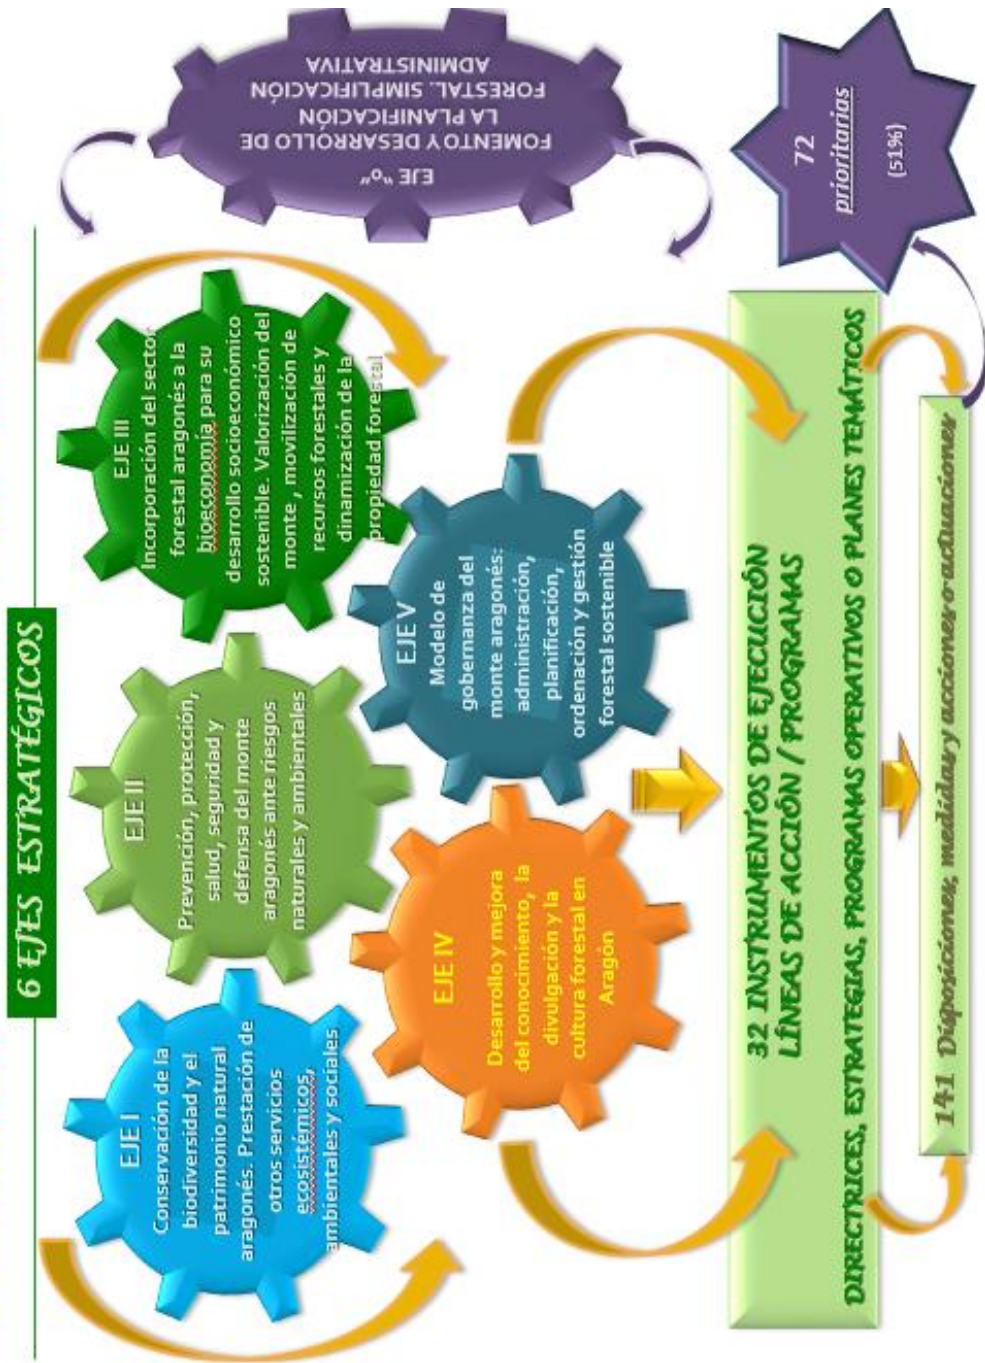 6 EJES ESTRATÉGICOS
EJE I
Conservación de la
biodiversidad y el
patrimonio natural
aragonés. Prestación de
otros servicios
ecosistémicos,
ambientales y sociales
EJE II
Prevención, protección,
salud, seguridad y
defensa del monte
aragonés ante riesgos
naturales y ambientales
EJE III
Incorporación del sector
forestal aragonés a la
bioeconomía para su
desarrollo socioeconómico
sostenible. Valorización del
monte , movilización de
recursos forestales y
dinamización de la
propiedad forestal
EJE "0"
FOMENTO Y DESARROLLO DE
LA PLANIFICACIÓN
FORESTAL. SIMPLIFICACIÓN
ADMINISTRATIVA
EJE IV
Desarrollo y mejora
del conocimiento, la
divulgación y la
cultura forestal en
Aragón
EJE V
Modelo de
gobernanza del
monte aragonés:
administración,
planificación,
ordenación y gestión
forestal sostenible
32 INSTRUMENTOS DE EJECUCIÓN
LÍNEAS DE ACCIÓN / PROGRAMAS
DIRECTRICES, ESTRATEGIAS, PROGRAMAS OPERATIVOS O PLANES TEMÁTICOS
141 Disposiciones, medidas y acciones o actuaciones
72
prioritarias
(51%)